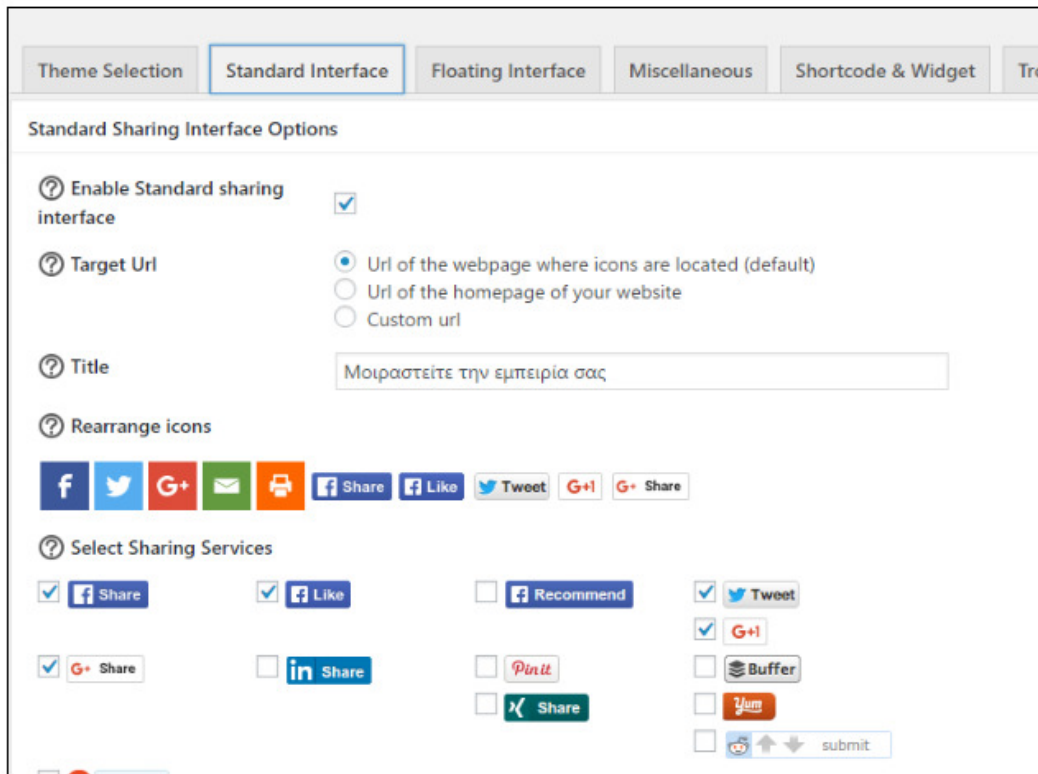 Theme Selection
Standard Interface
Floating Interface
Miscellaneous
Shortcode & Widget
Standard Sharing Interface Options
Enable Standard sharing
interface
Target Url
Url of the webpage where icons are located (default)
Url of the homepage of your website
Custom url
Title
Μοιραστείτε την εμπειρία σας
Rearrange icons
f G+ f Share f Like Tweet G+1 G+ Share
Select Sharing Services
f Share f Like f Recommend Tweet
G+1
G+ Share in Share Pin it Buffer
Share Yum
submit